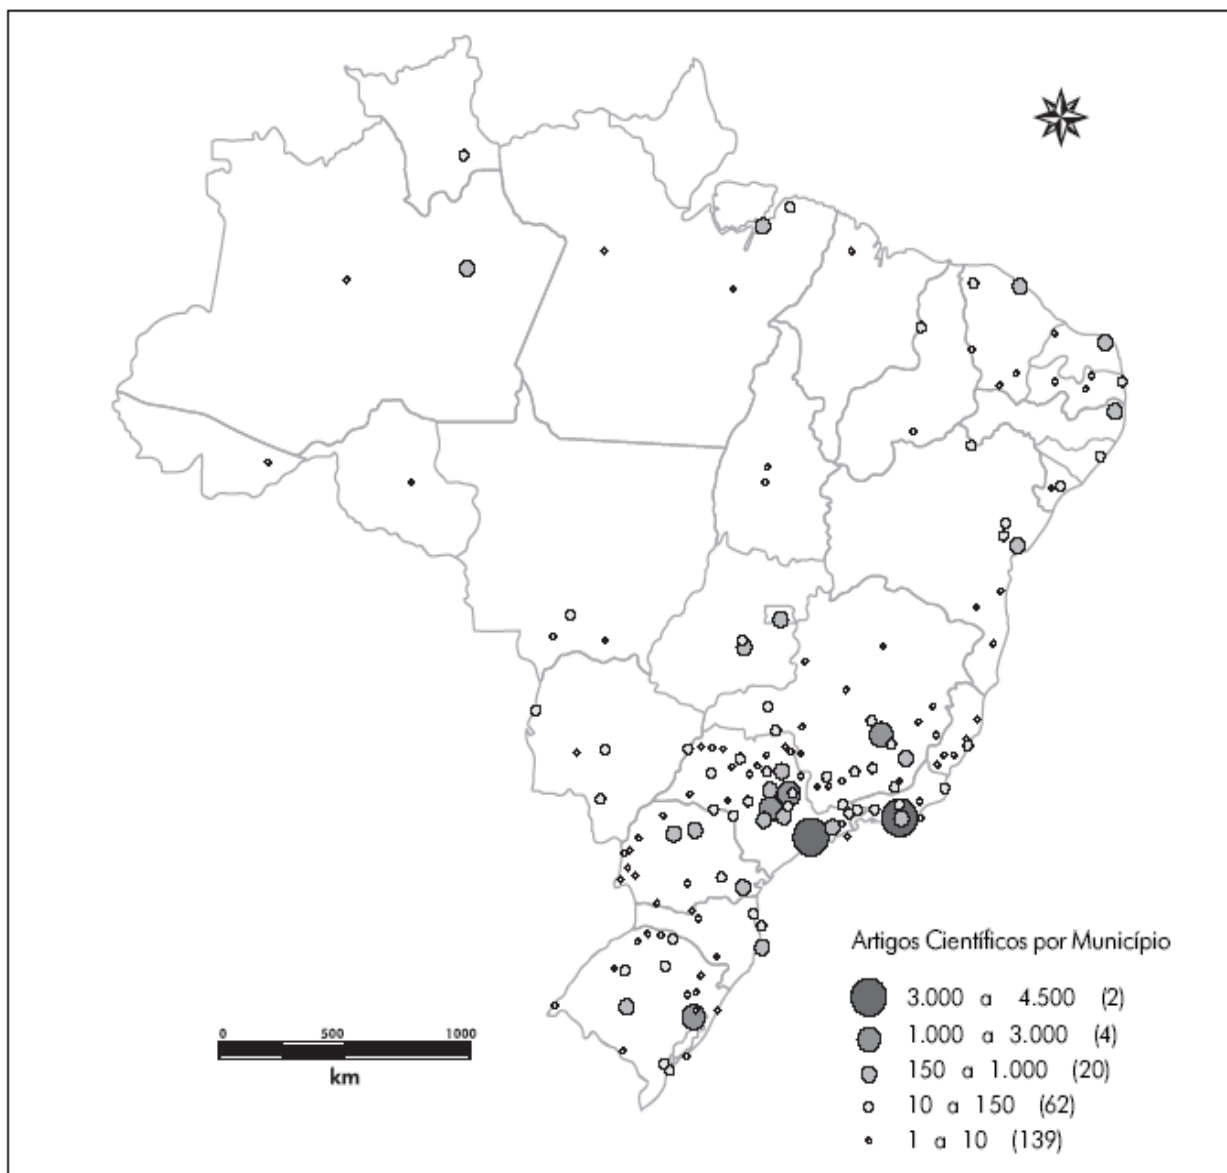 Artigos Científicos por Município
3.000 a 4.500 (2)
1.000 a 3.000 (4)
150 a 1.000 (20)
10 a 150 (62)
1 a 10 (139)
0 500 1000
km